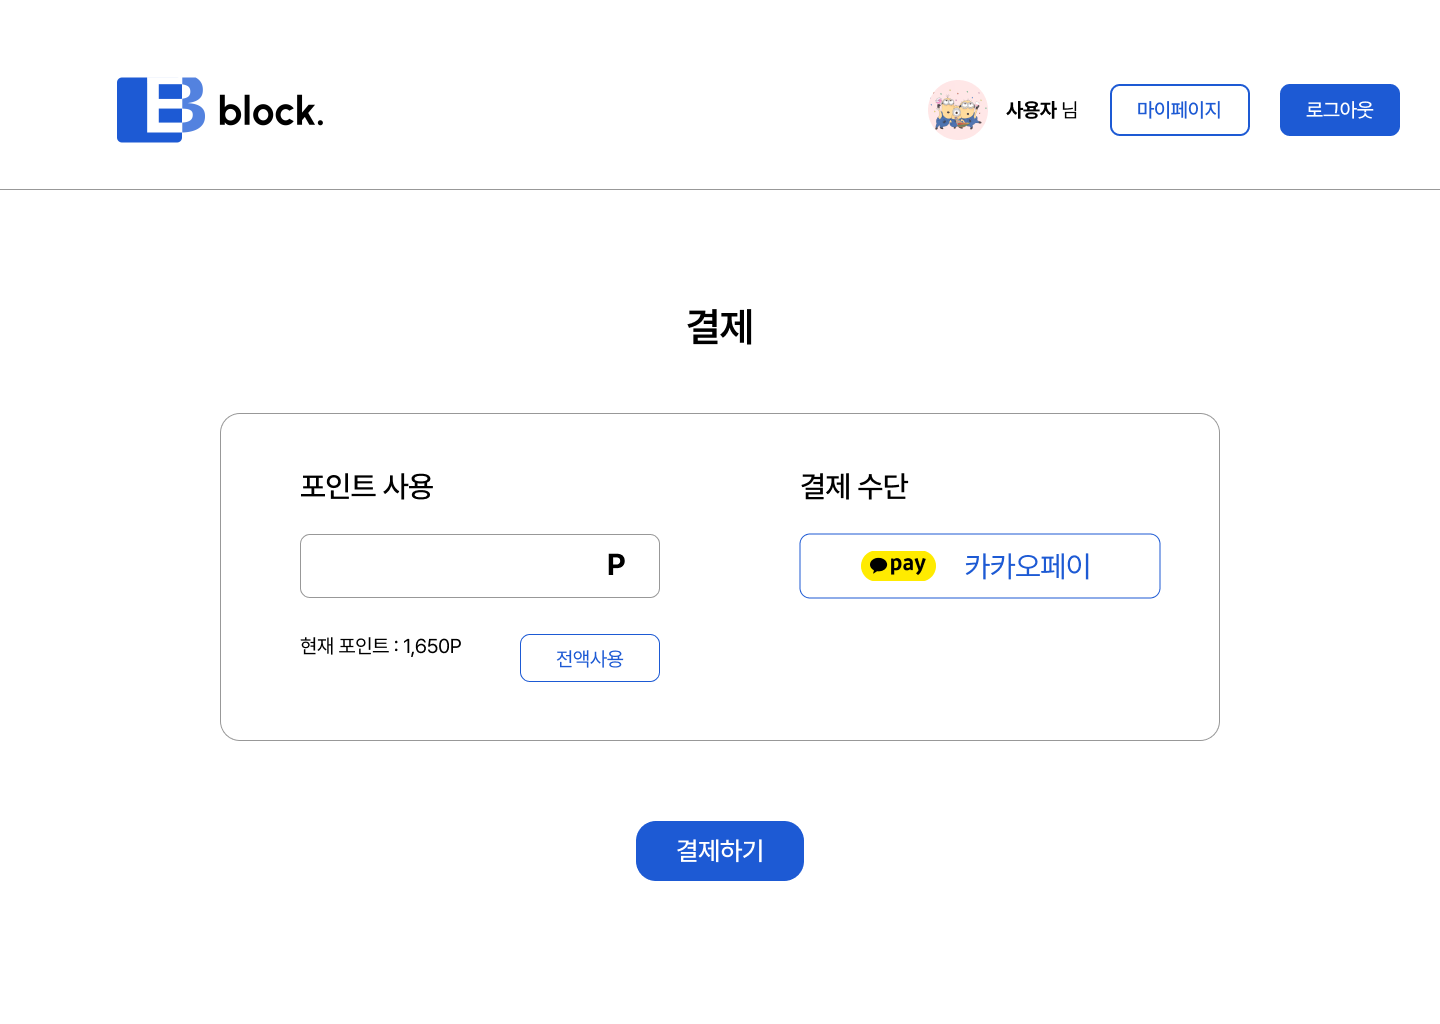 block.
사용자 님
마이페이지
로그아웃
결제
포인트 사용
결제 수단
P
pay 카카오페이
현재 포인트 : 1,650P
전액사용
결제하기